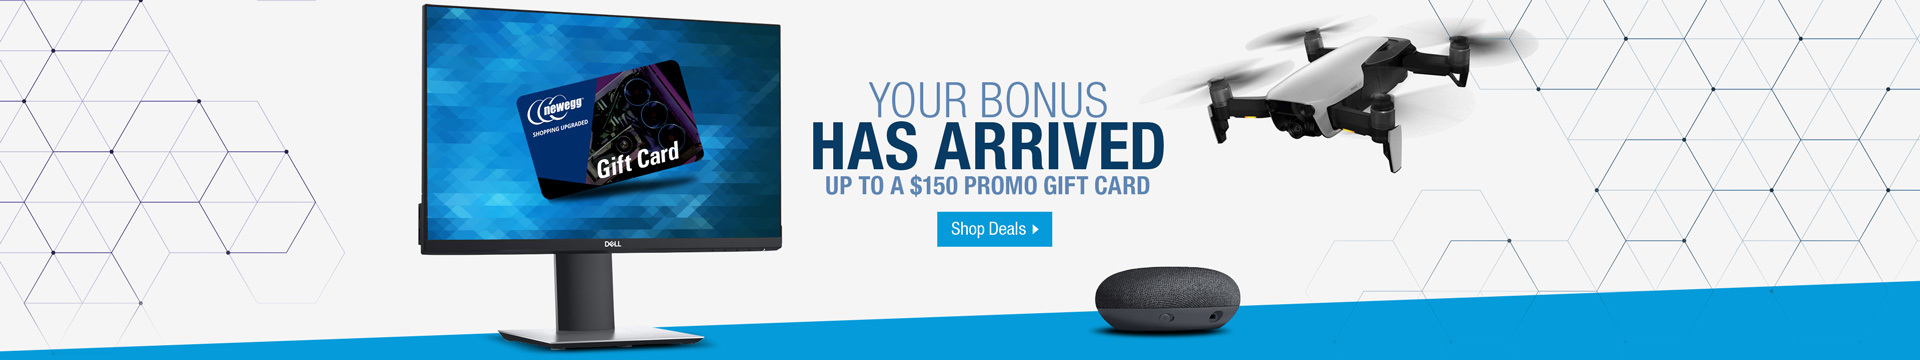 newegg
SHOPPING UPGRADED
Gift Card
DELL
YOUR BONUS
HAS ARRIVED
UP TO A $150 PROMO GIFT CARD
Shop Deals